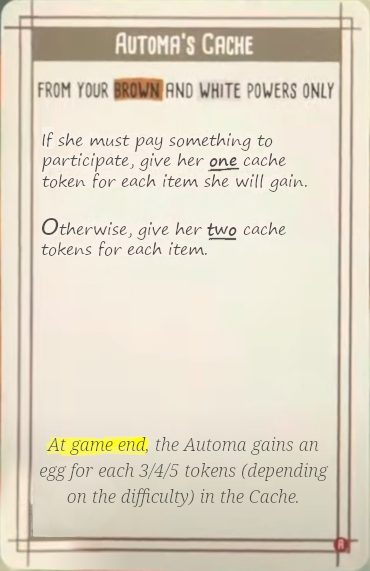 AUTOMA'S CACHE
FROM YOUR BROWN AND WHITE POWERS ONLY
If she must pay something to
participate, give her one cache
token for each item she will gain.
Otherwise, give her two cache
tokens for each item.
At game end, the Automa gains an
egg for each 3/4/5 tokens (depending
on the difficulty) in the Cache.
R